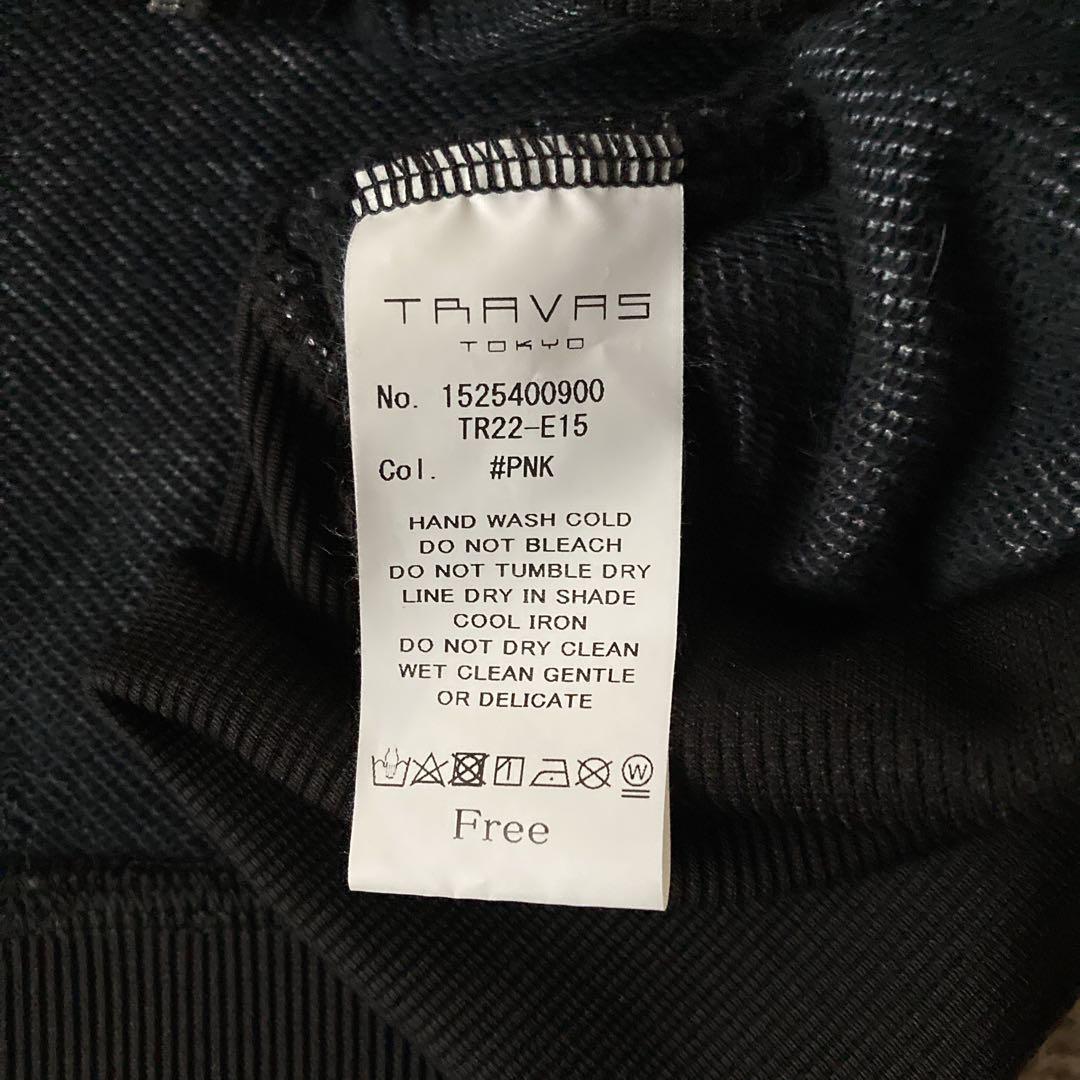 TRAVAS
TOKYO
No. 1525400900
TR22-E15
Col. #PNK
HAND WASH COLD
DO NOT BLEACH
DO NOT TUMBLE DRY
LINE DRY IN SHADE
COOL IRON
DO NOT DRY CLEAN
WET CLEAN GENTLE
OR DELICATE
W
Free